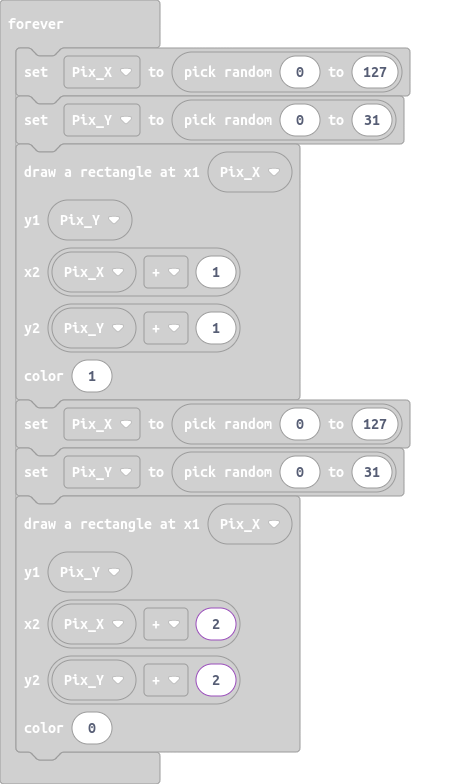 forever
set Pix_X to pick random 0 to 127
set Pix_Y to pick random 0 to 31
draw a rectangle at x1 Pix_X
y1 Pix_Y
x2 Pix_X + 1
y2 Pix_Y + 1
color 1
set Pix_X to pick random 0 to 127
set Pix_Y to pick random 0 to 31
draw a rectangle at x1 Pix_X
y1 Pix_Y
x2 Pix_X + 2
y2 Pix_Y + 2
color 0